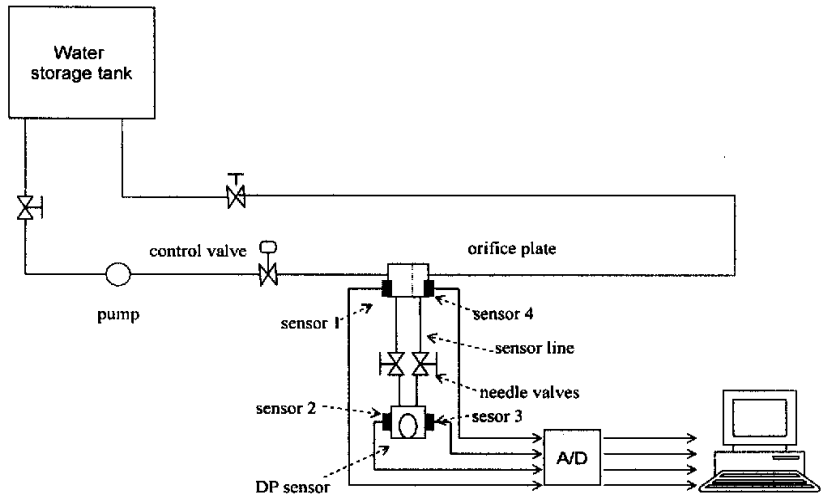 Water
storage tank
control valve
orifice plate
pump
sensor 1
sensor 4
sensor line
needle valves
sensor 2
sesor 3
A/D
DP sensor